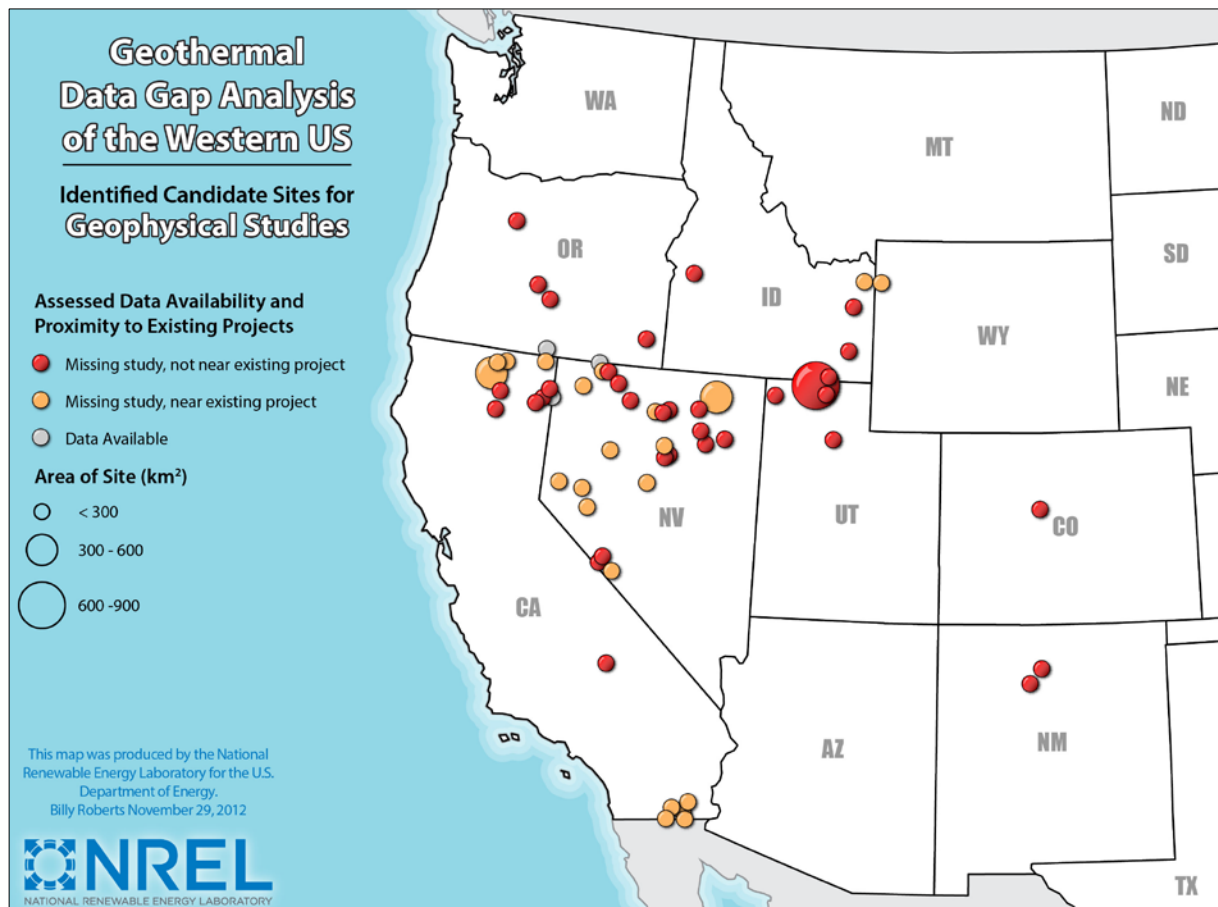 Geothermal
Data Gap Analysis
of the Western US
Identified Candidate Sites for
Geophysical Studies
Assessed Data Availability and
Proximity to Existing Projects
Missing study, not near existing project
Missing study, near existing project
Data Available
Area of Site (km²)
< 300
300 - 600
600 -900
This map was produced by the National
Renewable Energy Laboratory for the U.S.
Department of Energy.
Billy Roberts November 29, 2012
NREL
NATIONAL RENEWABLE ENERGY LABORATORY
WA
MT
ND
OR
ID
SD
WY
NE
NV
UT
CO
CA
AZ
NM
TX